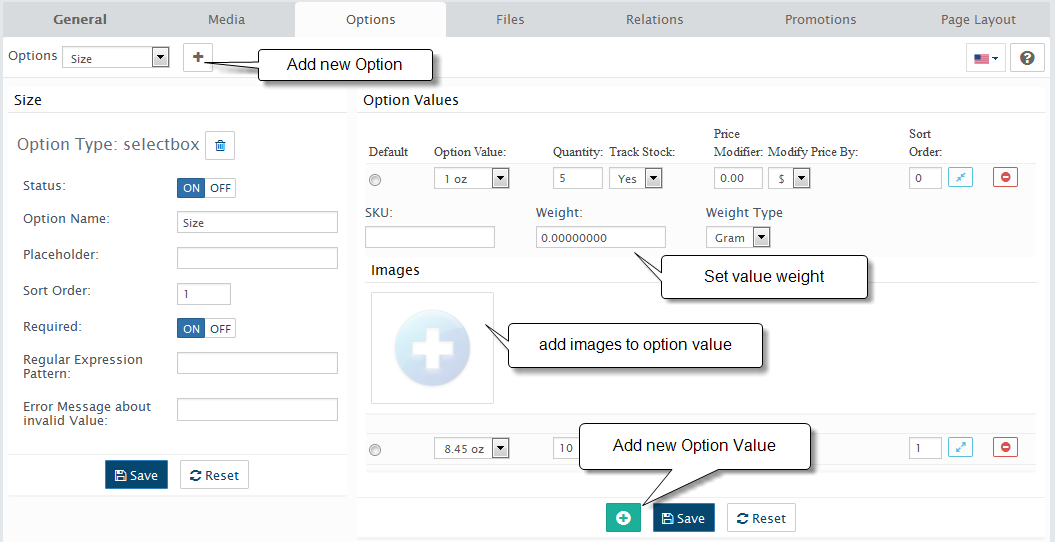 General Media Options Files Relations Promotions Page Layout
Options Size Add new Option
Size
Option Type: selectbox
Status: ON OFF
Option Name: Size
Placeholder:
Sort Order: 1
Required: ON OFF
Regular Expression
Pattern:
Error Message about
invalid Value:
Save Reset
Option Values
Default Option Value: Quantity: Track Stock: Price Modifier: Modify Price By: Sort Order:
1 oz 5 Yes 0.00 $ 0
SKU: Weight: Weight Type
0.00000000 Gram
Set value weight
Images
add images to option value
8.45 oz 10 1
Add new Option Value
Save Reset